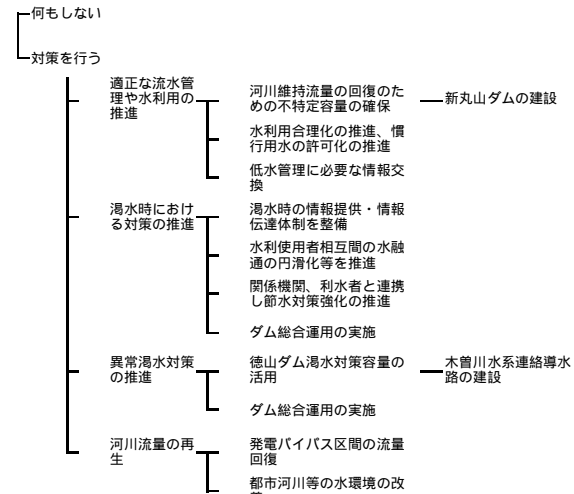 何もしない
対策を行う
適正な流水管
理や水利用の
推進
河川維持流量の回復のた
めの不特定容量の確保
新丸山ダムの建設
水利用合理化の推進、慣
行用水の許可化の推進
低水管理に必要な情報交
換
渇水時におけ
る対策の推進
渇水時の情報提供・情報
伝達体制を整備
水利使用者相互間の水融
通の円滑化等を推進
関係機関、利水者と連携
し節水対策強化の推進
ダム総合運用の実施
異常渇水対策
の推進
徳山ダム渇水対策容量の
活用
木曽川水系連絡導水
路の建設
ダム総合運用の実施
河川流量の再
生
発電バイパス区間の流量
回復
都市河川等の水環境の改